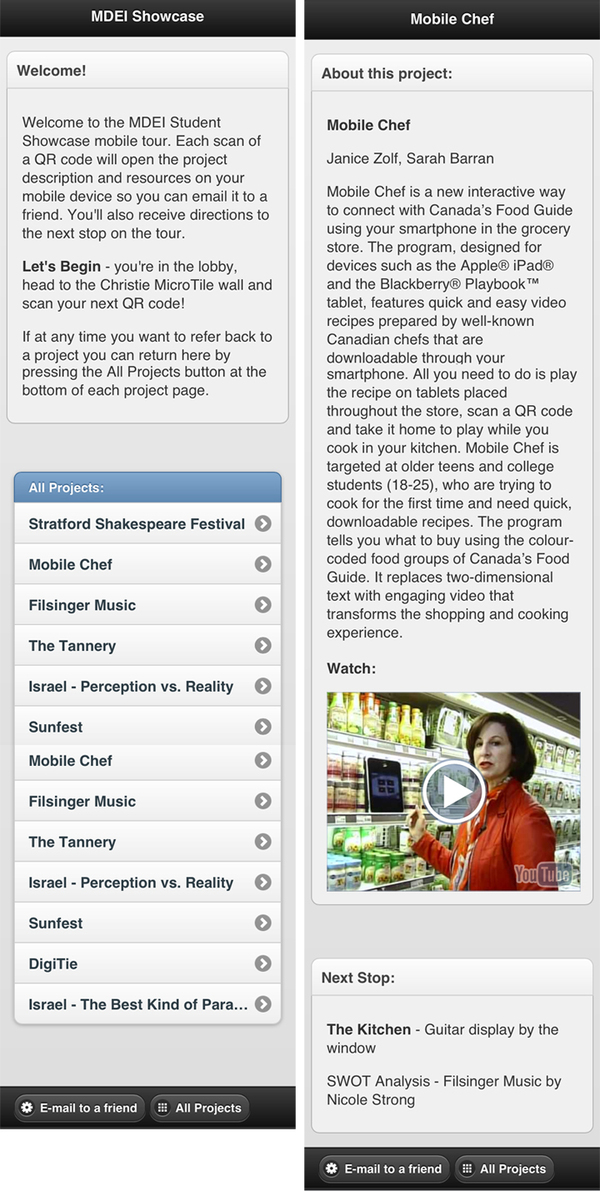 MDEI Showcase
Welcome!
Welcome to the MDEI Student
Showcase mobile tour. Each scan of
a QR code will open the project
description and resources on your
mobile device so you can email it to a
friend. You'll also receive directions to
the next stop on the tour.
Let's Begin - you're in the lobby,
head to the Christie MicroTile wall and
scan your next QR code!
If at any time you want to refer back to
a project you can return here by
pressing the All Projects button at the
bottom of each project page.
All Projects:
Stratford Shakespeare Festival
Mobile Chef
Filsinger Music
The Tannery
Israel - Perception vs. Reality
Sunfest
Mobile Chef
Filsinger Music
The Tannery
Israel - Perception vs. Reality
Sunfest
DigiTie
Israel - The Best Kind of Para...
E-mail to a friend
All Projects
Mobile Chef
About this project:
Mobile Chef
Janice Zolf, Sarah Barran
Mobile Chef is a new interactive way
to connect with Canada's Food Guide
using your smartphone in the grocery
store. The program, designed for
devices such as the Apple® iPad®
and the Blackberry® Playbook™
tablet, features quick and easy video
recipes prepared by well-known
Canadian chefs that are
downloadable through your
smartphone. All you need to do is play
the recipe on tablets placed
throughout the store, scan a QR code
and take it home to play while you
cook in your kitchen. Mobile Chef is
targeted at older teens and college
students (18-25), who are trying to
cook for the first time and need quick,
downloadable recipes. The program
tells you what to buy using the colour-
coded food groups of Canada's Food
Guide. It replaces two-dimensional
text with engaging video that
transforms the shopping and cooking
experience.
Watch:
YouTube
Next Stop:
The Kitchen - Guitar display by the
window
SWOT Analysis - Filsinger Music by
Nicole Strong
E-mail to a friend
All Projects